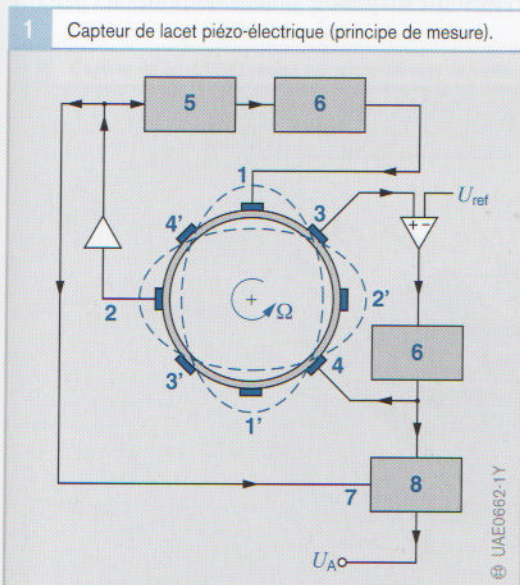 1 Capteur de lacet piézo-électrique (principe de mesure).
5 6
1
3
U_ref
+ −
4'
2
+
Ω
2'
6
3'
4
1'
7
8
U_A
UAE0662-1Y